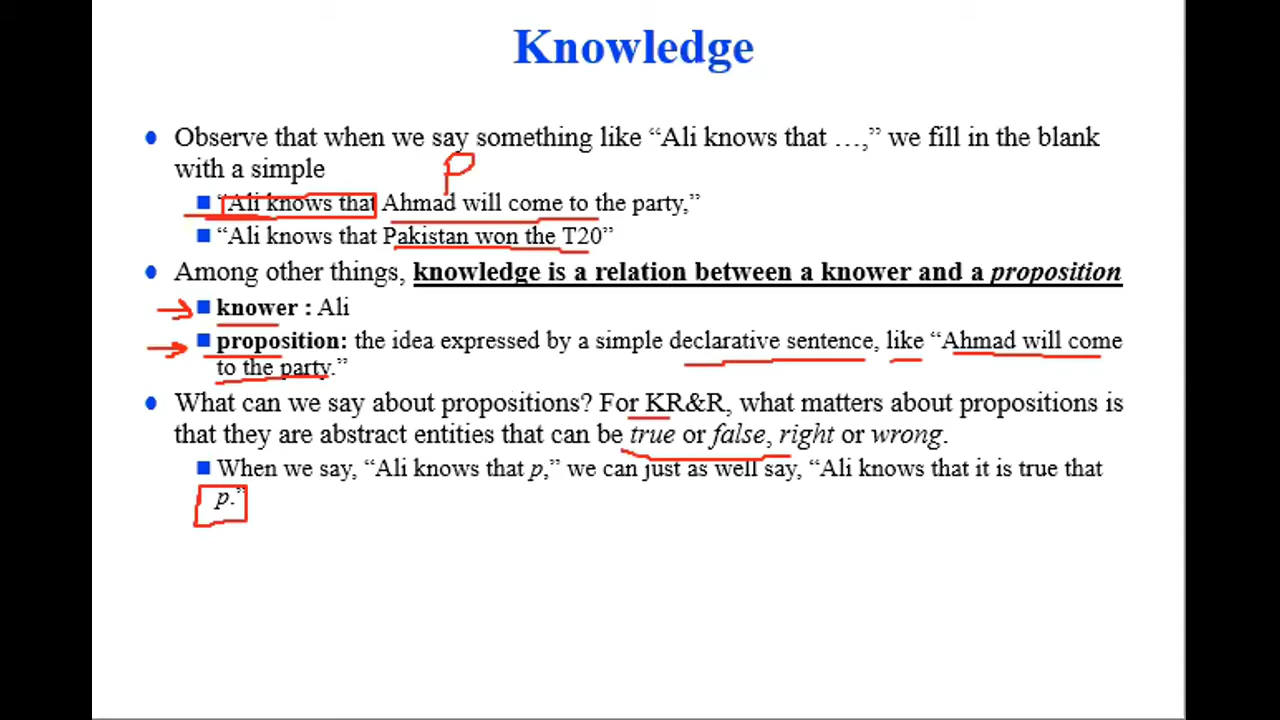 Knowledge
Observe that when we say something like “Ali knows that …,” we fill in the blank
with a simple
p
“Ali knows that Ahmad will come to the party,”
“Ali knows that Pakistan won the T20”
Among other things, knowledge is a relation between a knower and a proposition
knower : Ali
proposition: the idea expressed by a simple declarative sentence, like “Ahmad will come
to the party.”
What can we say about propositions? For KR&R, what matters about propositions is
that they are abstract entities that can be true or false, right or wrong.
When we say, “Ali knows that p,” we can just as well say, “Ali knows that it is true that
p.”